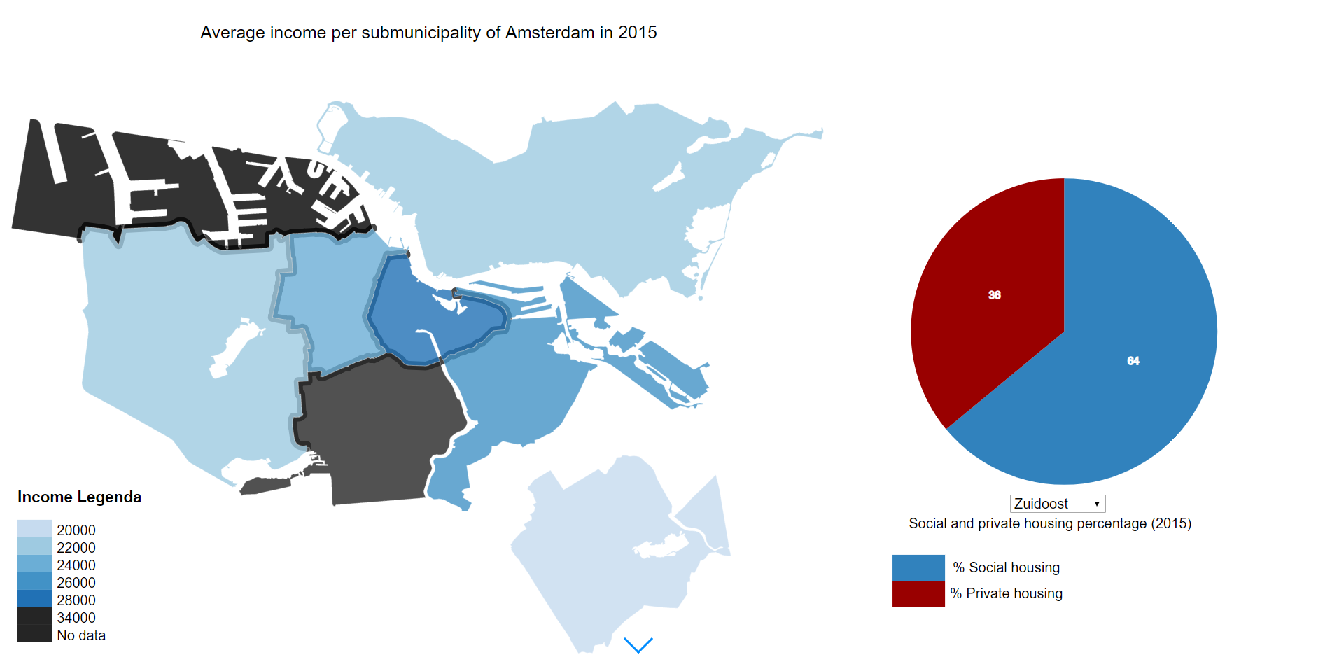 Average income per submunicipality of Amsterdam in 2015
36
64
Zuidoost
Social and private housing percentage (2015)
Income Legenda
20000
22000
24000
26000
28000
34000
No data
% Social housing
% Private housing